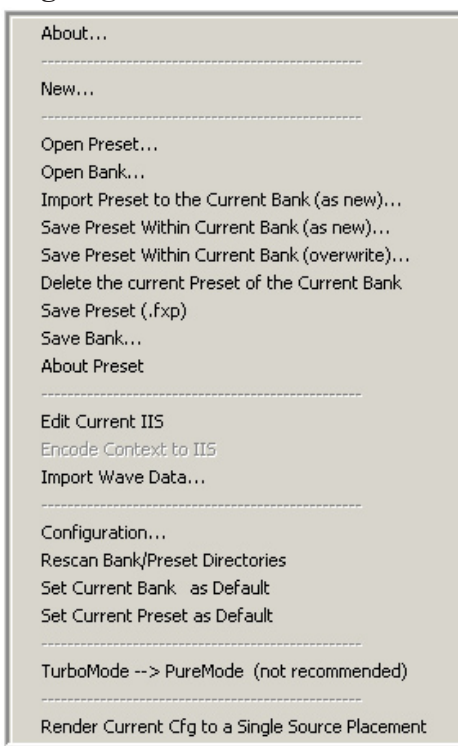 About...
New...
Open Preset...
Open Bank...
Import Preset to the Current Bank (as new)...
Save Preset Within Current Bank (as new)...
Save Preset Within Current Bank (overwrite)...
Delete the current Preset of the Current Bank
Save Preset (.fxp)
Save Bank...
About Preset
Edit Current IIS
Encode Context to IIS
Import Wave Data...
Configuration...
Rescan Bank/Preset Directories
Set Current Bank  as Default
Set Current Preset as Default
TurboMode --> PureMode  (not recommended)
Render Current Cfg to a Single Source Placement